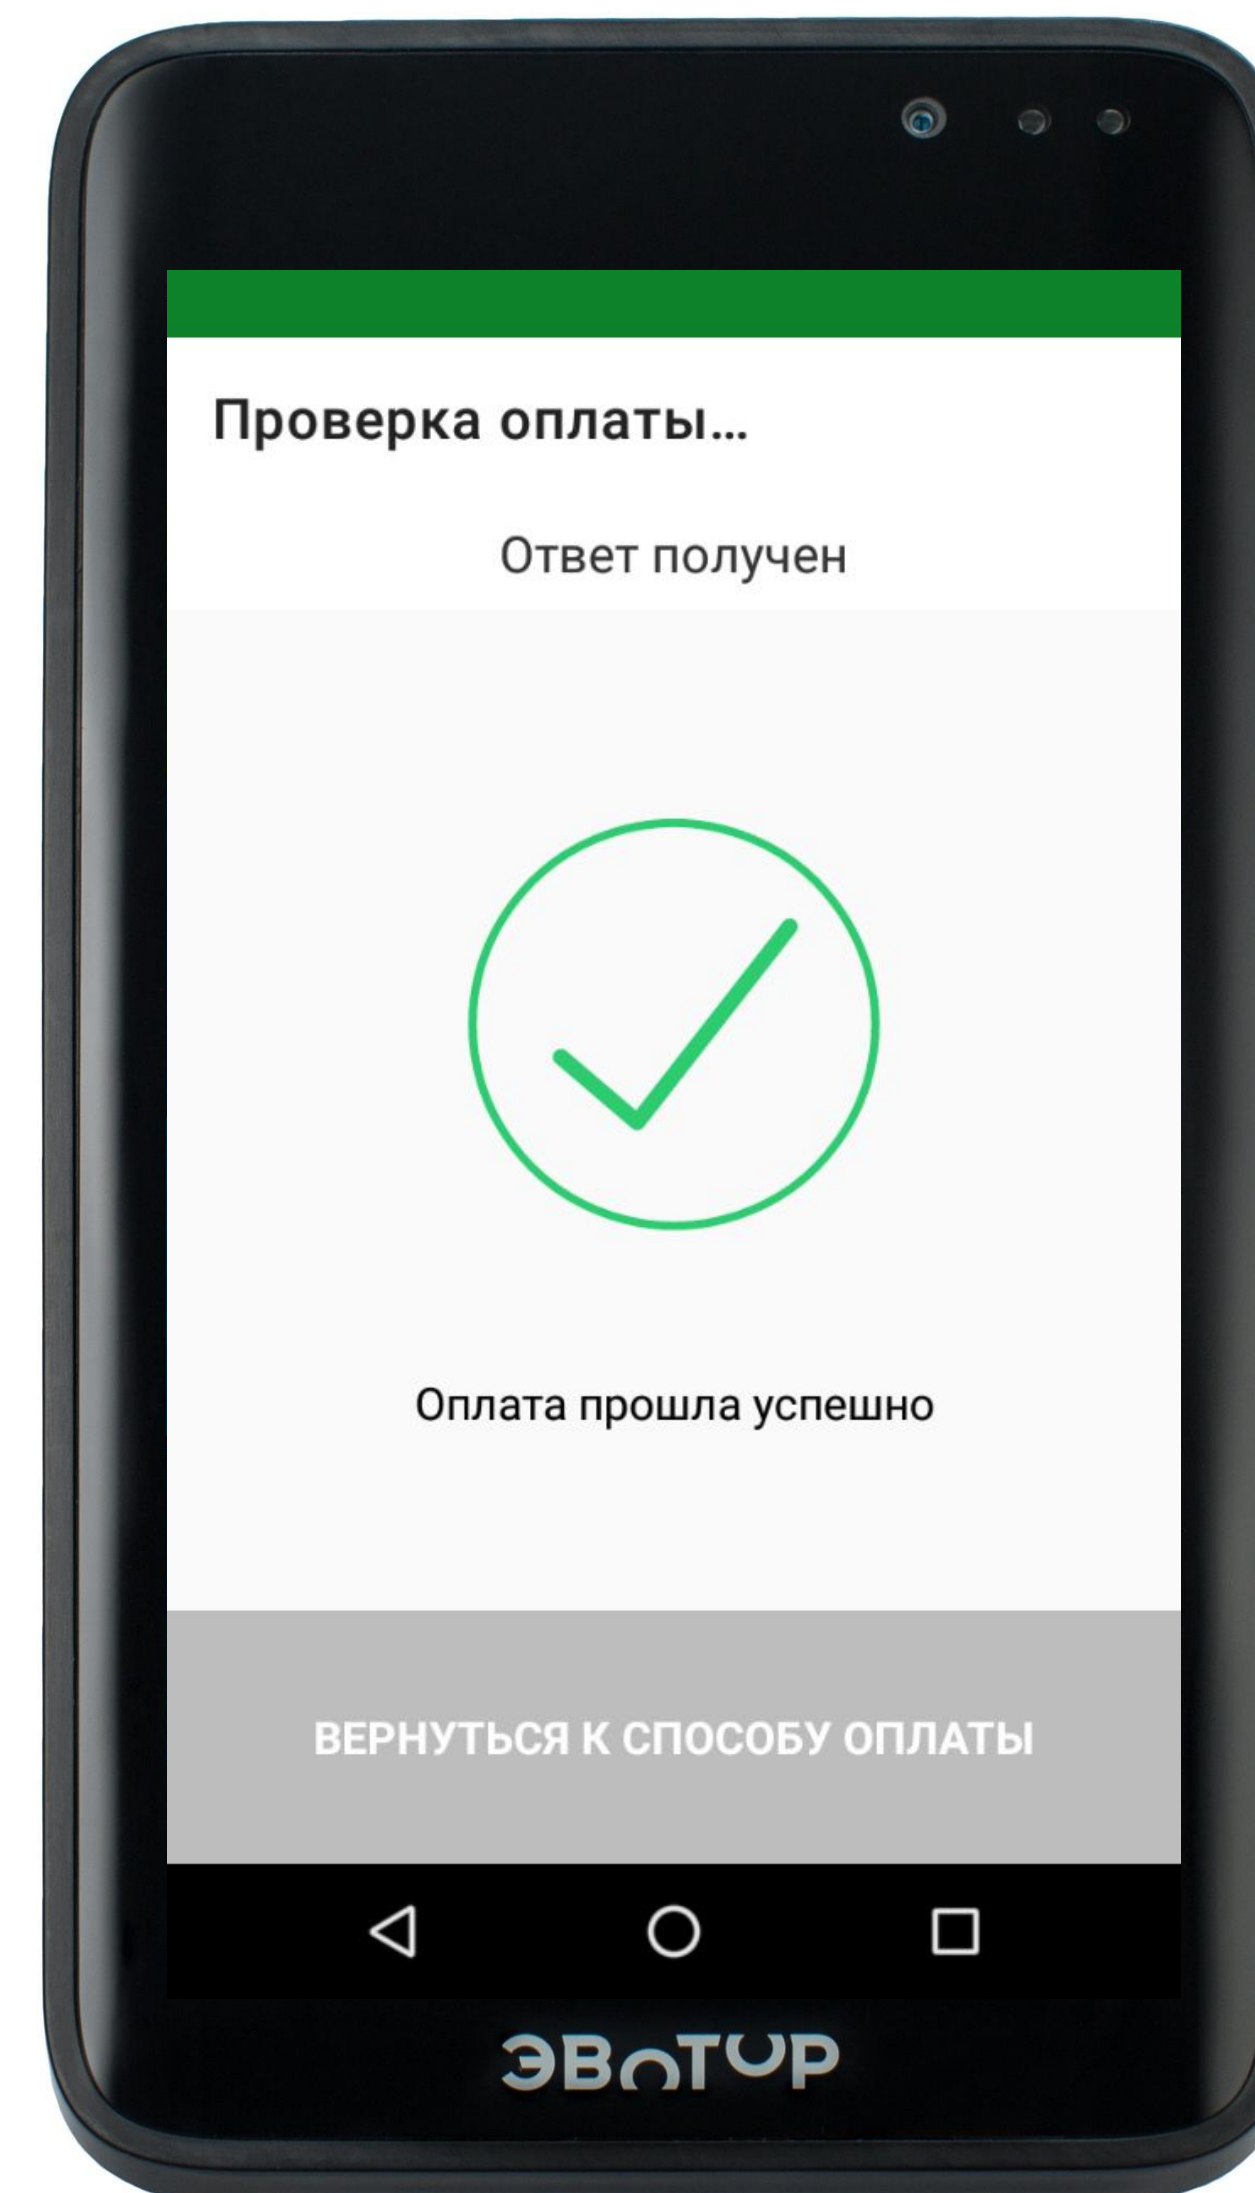 Проверка оплаты...
Ответ получен
Оплата прошла успешно
ВЕРНУТЬСЯ К СПОСОБУ ОПЛАТЫ
ЭВОТОР